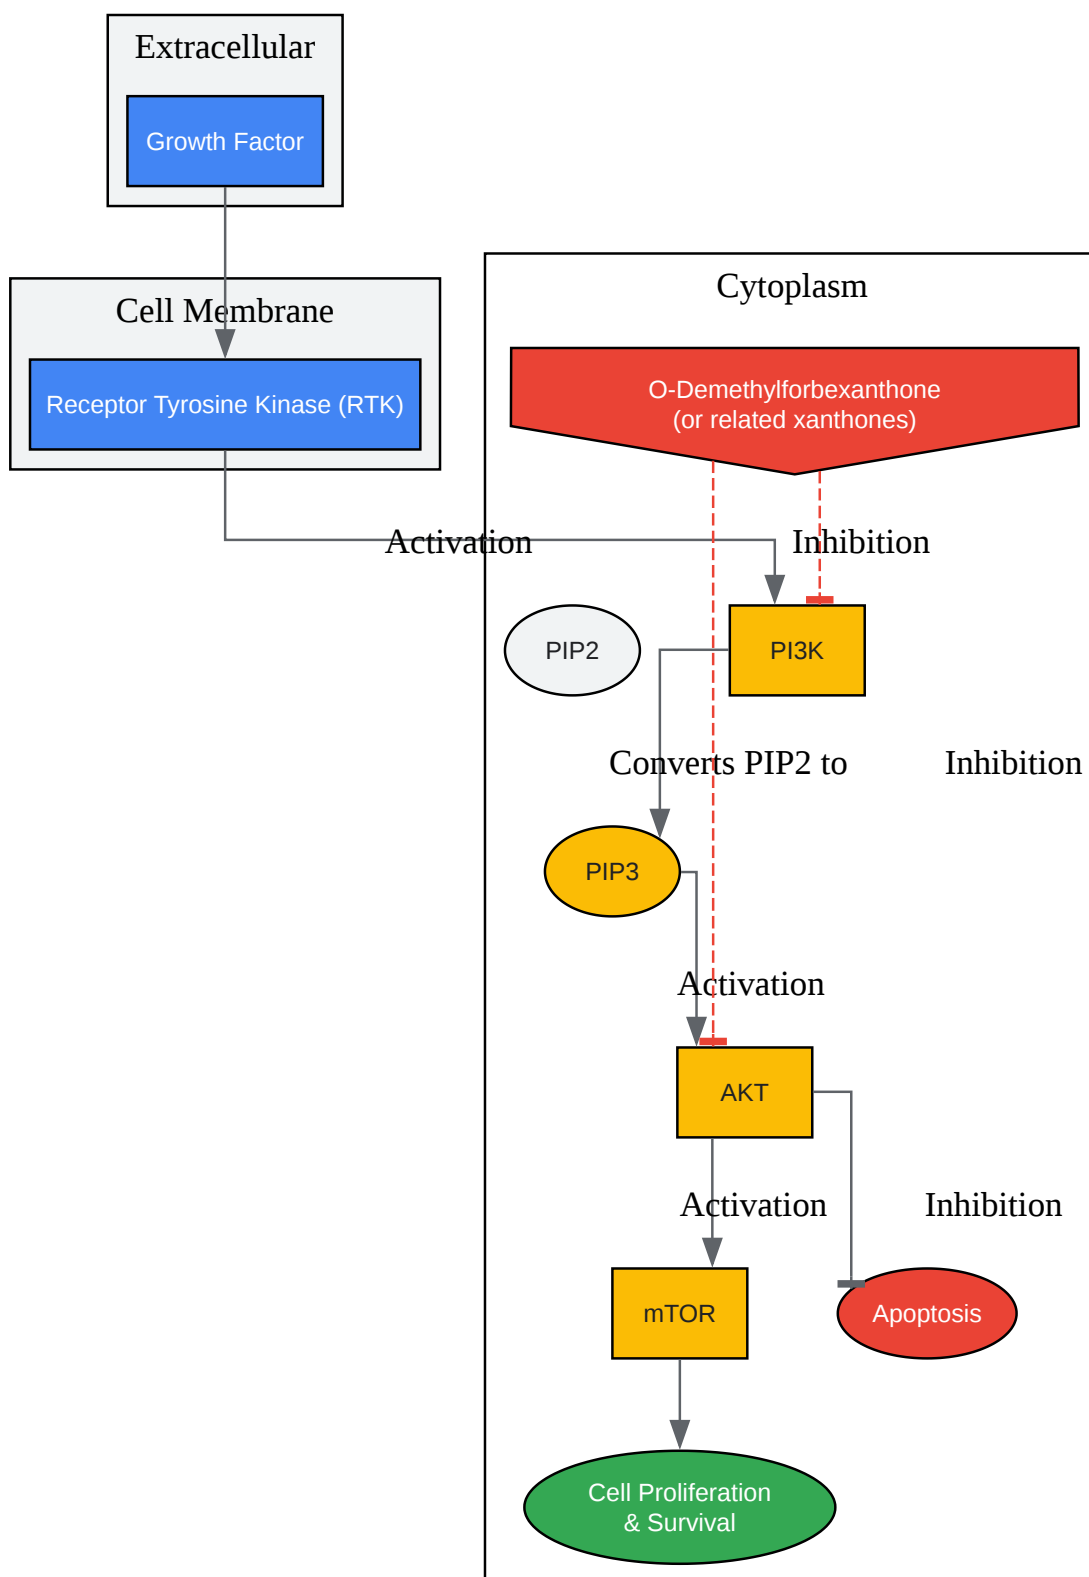 Extracellular
Growth Factor
Cell Membrane
Receptor Tyrosine Kinase (RTK)
Cytoplasm
O-Demethylforbexanthone
(or related xanthones)
Activation
Inhibition
PIP2
PI3K
Converts PIP2 to
Inhibition
PIP3
Activation
AKT
Activation
Inhibition
mTOR
Apoptosis
Cell Proliferation
& Survival